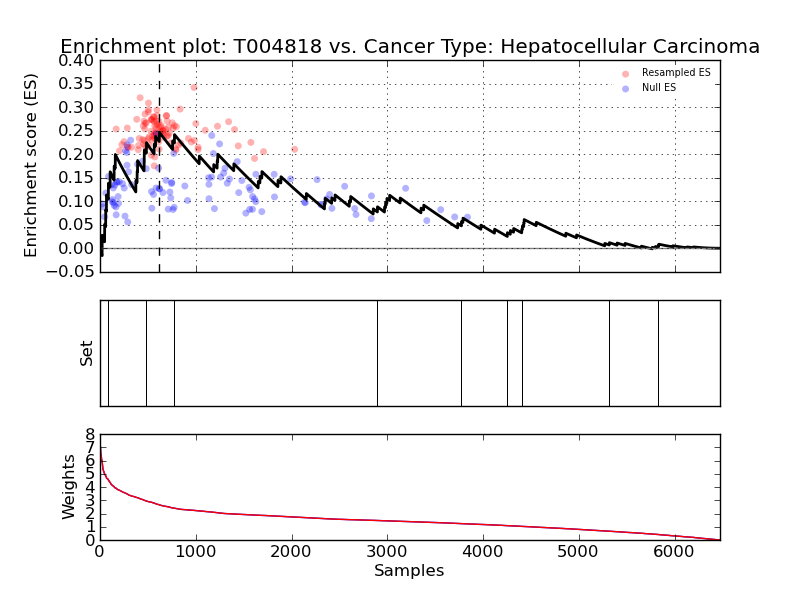 Enrichment plot: T004818 vs. Cancer Type: Hepatocellular Carcinoma
Enrichment score (ES)
0.40
0.35
0.30
0.25
0.20
0.15
0.10
0.05
0.00
−0.05
Resampled ES
Null ES
Set
Weights
8
7
6
5
4
3
2
1
0
0 1000 2000 3000 4000 5000 6000
Samples